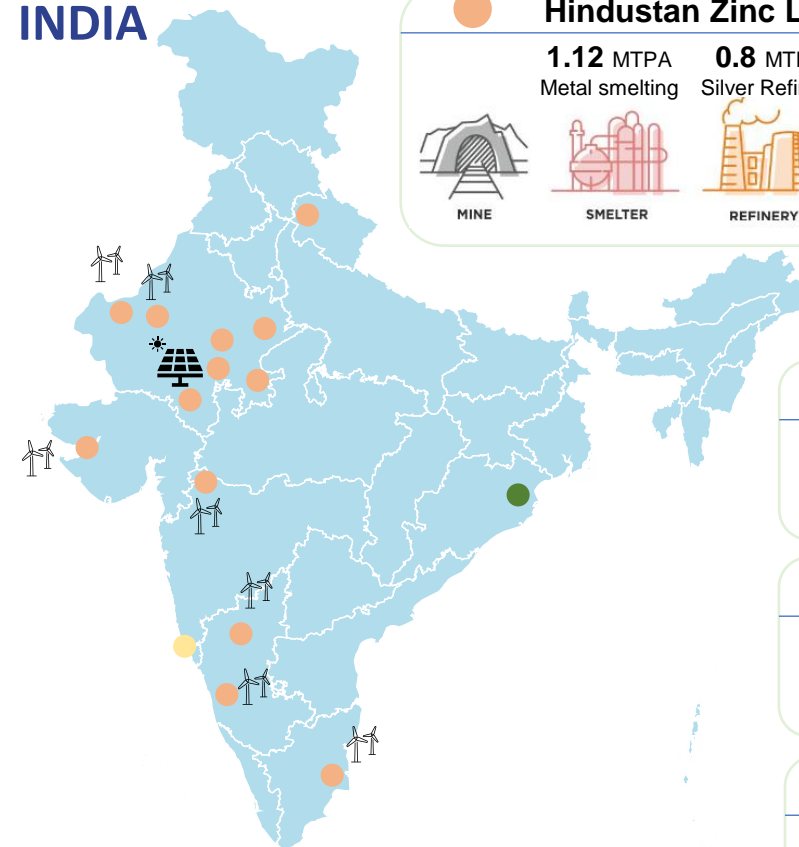 INDIA
Hindustan Zinc L
1.12 MTPA
Metal smelting
0.8 MT
Silver Refi
MINE
SMELTER
REFINERY